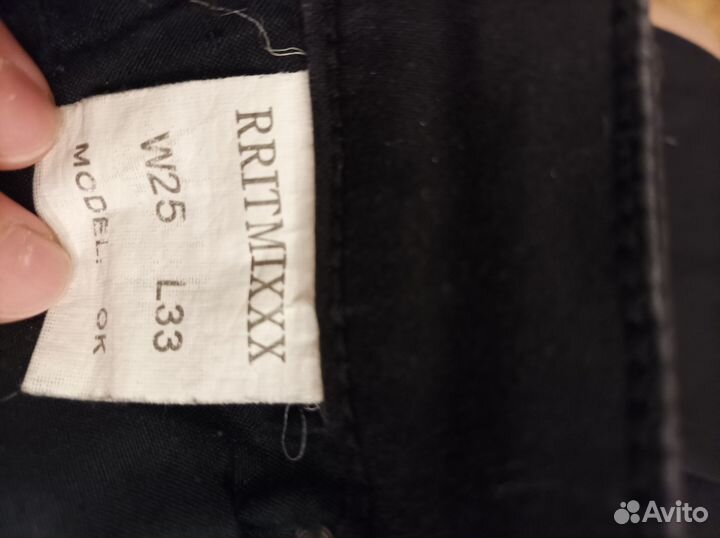 RRITMIXXX
W25 L33
MODEL: OK
Avito